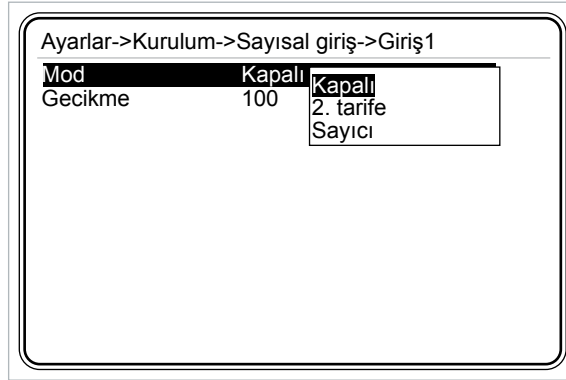 Ayarlar->Kurulum->Sayısal giriş->Giriş1
Mod Kapalı
Kapalı
Gecikme 100
2. tarife
Sayıcı